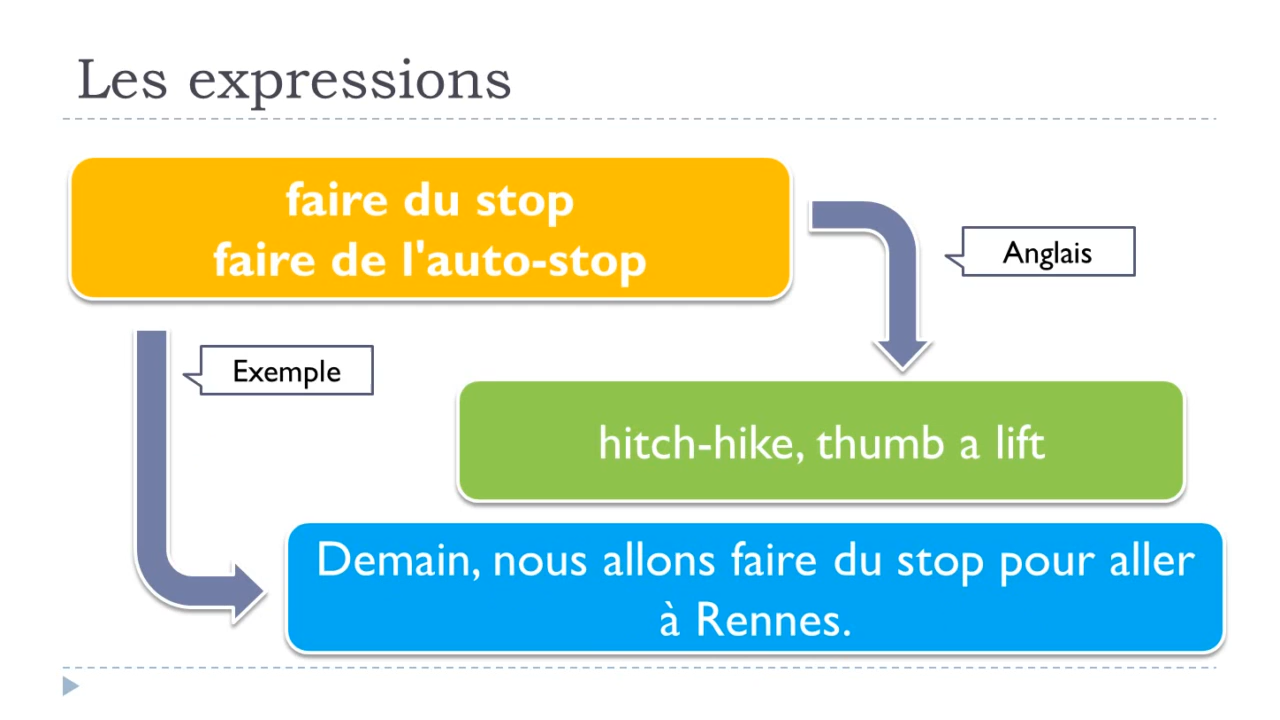 Les expressions
faire du stop
faire de l'auto-stop
Anglais
Exemple
hitch-hike, thumb a lift
Demain, nous allons faire du stop pour aller
à Rennes.